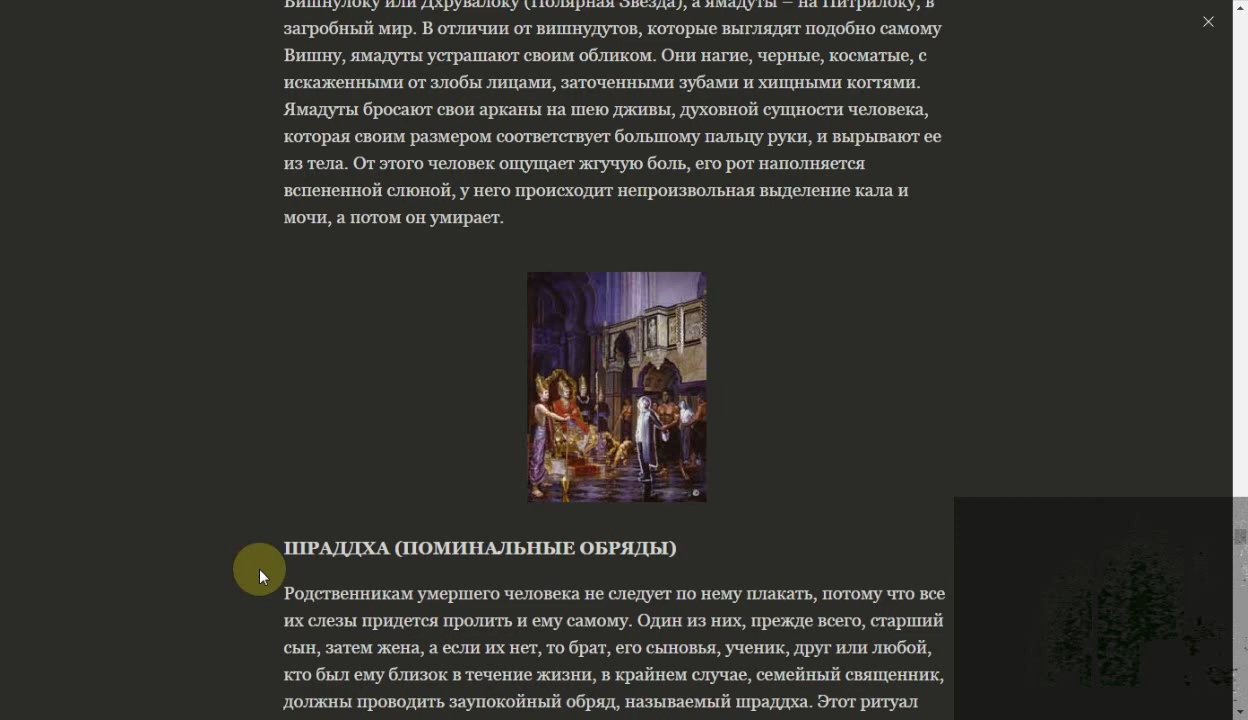 Вишнулоку или Дхрувалоку (Полярная Звезда), а ямадуты – на Питрилоку, в
загробный мир. В отличии от вишнудутов, которые выглядят подобно самому
Вишну, ямадуты устрашают своим обликом. Они нагие, черные, косматые, с
искаженными от злобы лицами, заточенными зубами и хищными когтями.
Ямадуты бросают свои арканы на шею дживы, духовной сущности человека,
которая своим размером соответствует большому пальцу руки, и вырывают ее
из тела. От этого человек ощущает жгучую боль, его рот наполняется
вспененной слюной, у него происходит непроизвольная выделение кала и
мочи, а потом он умирает.
ШРАДДХА (ПОМИНАЛЬНЫЕ ОБРЯДЫ)
Родственникам умершего человека не следует по нему плакать, потому что все
их слезы придется пролить и ему самому. Один из них, прежде всего, старший
сын, затем жена, а если их нет, то брат, его сыновья, ученик, друг или любой,
кто был ему близок в течение жизни, в крайнем случае, семейный священник,
должны проводить заупокойный обряд, называемый шраддха. Этот ритуал